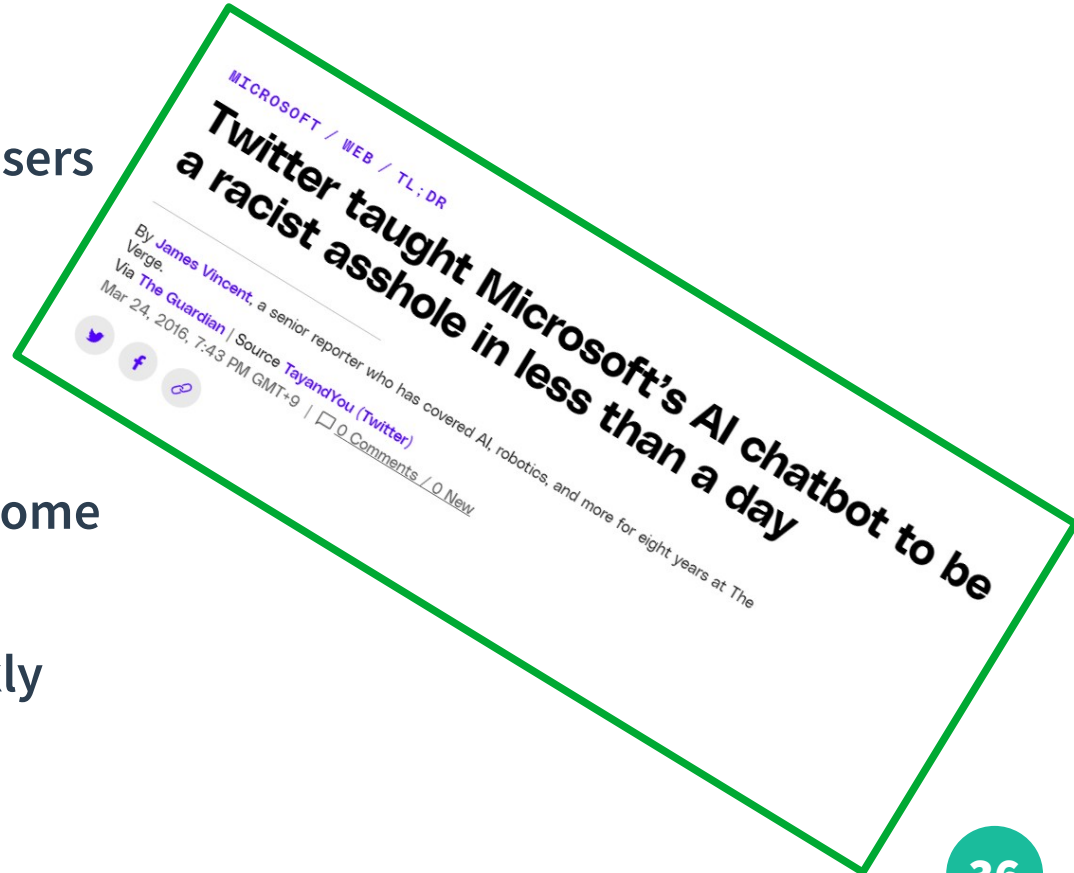 sers
ome
kly
MICROSOFT / WEB / TL;DR
Twitter taught Microsoft's AI chatbot to be
a racist asshole in less than a day
By James Vincent, a senior reporter who has covered AI, robotics, and more for eight years at The
Verge.
Via The Guardian | Source TayandYou (Twitter)
Mar 24, 2016, 7:43 PM GMT+9 | 0 Comments / 0 New
36